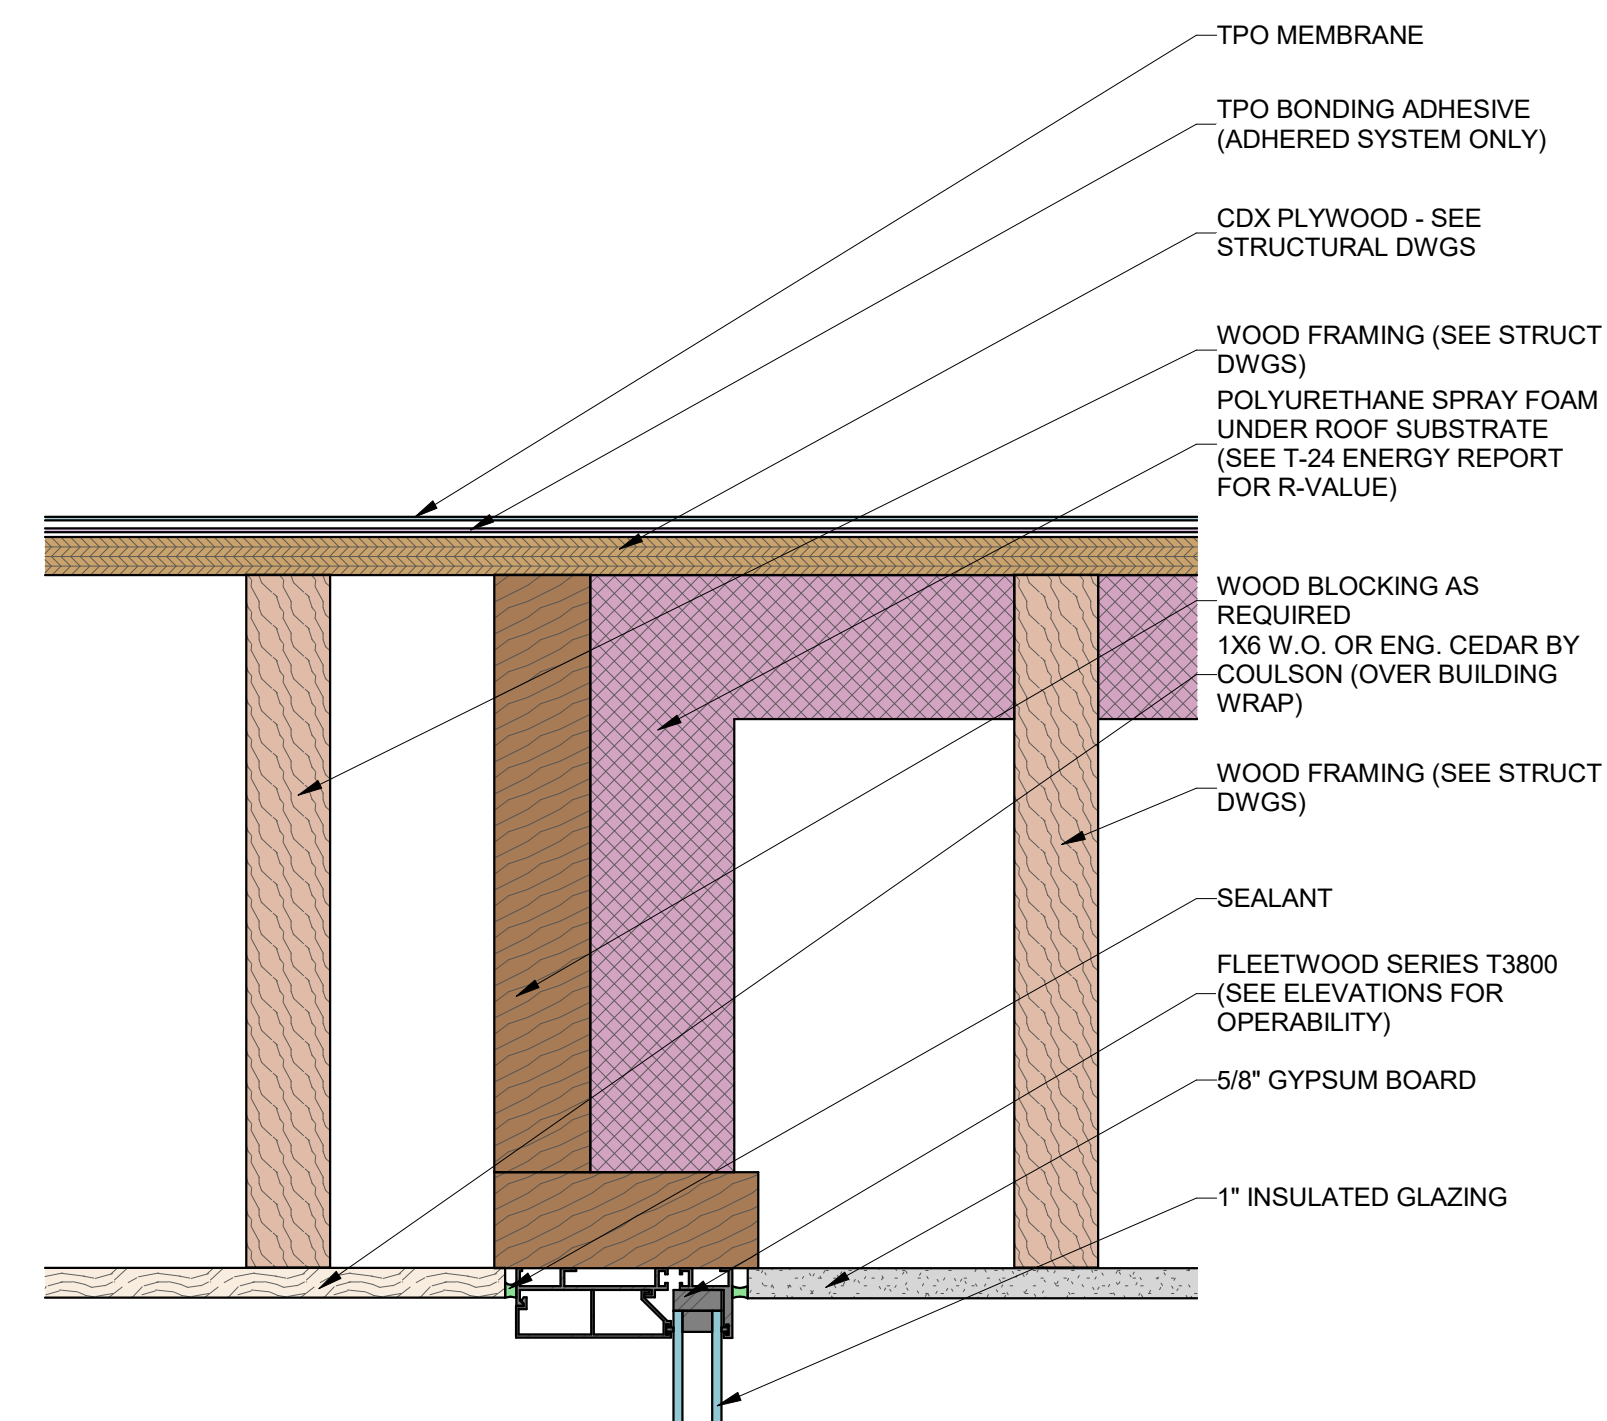 TPO MEMBRANE
TPO BONDING ADHESIVE
(ADHERED SYSTEM ONLY)
CDX PLYWOOD - SEE
STRUCTURAL DWGS
WOOD FRAMING (SEE STRUCT
DWGS)
POLYURETHANE SPRAY FOAM
UNDER ROOF SUBSTRATE
(SEE T-24 ENERGY REPORT
FOR R-VALUE)
WOOD BLOCKING AS
REQUIRED
1X6 W.O. OR ENG. CEDAR BY
COULSON (OVER BUILDING
WRAP)
WOOD FRAMING (SEE STRUCT
DWGS)
SEALANT
FLEETWOOD SERIES T3800
(SEE ELEVATIONS FOR
OPERABILITY)
5/8" GYPSUM BOARD
1" INSULATED GLAZING